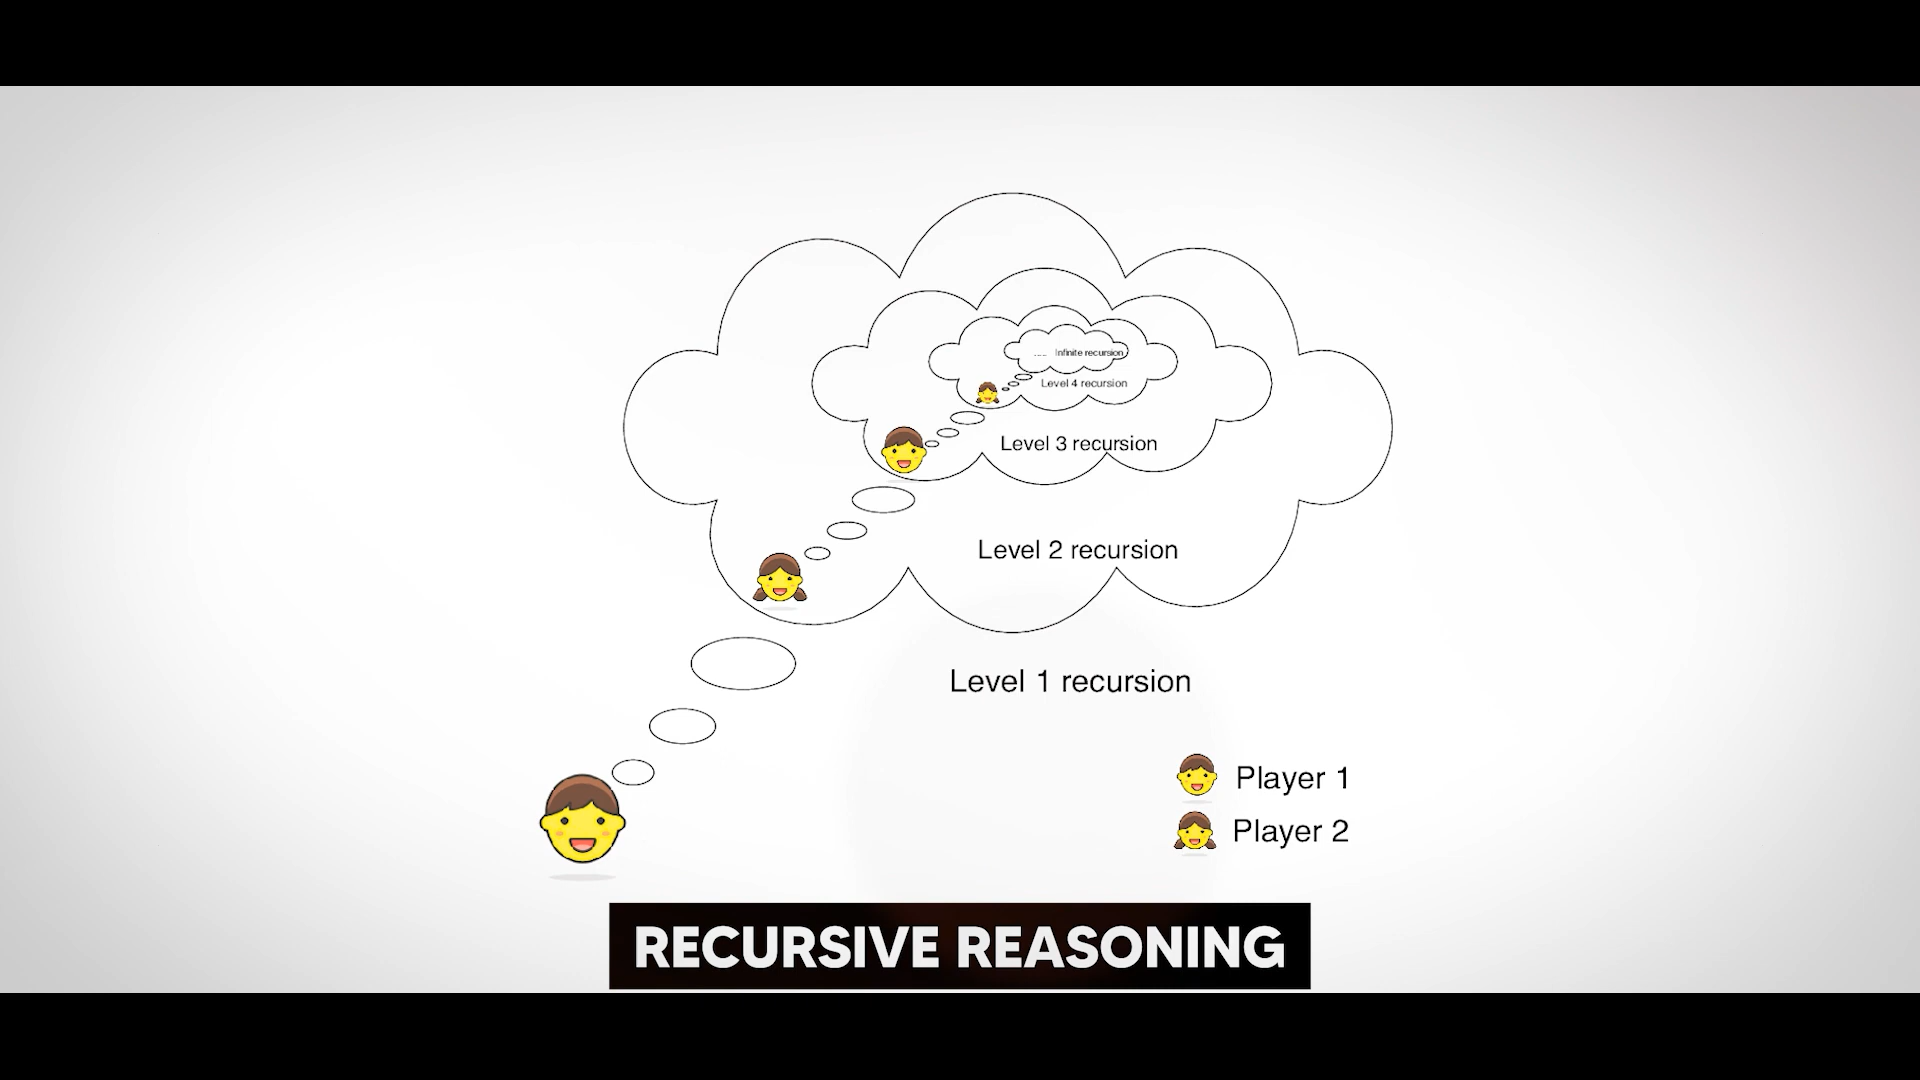 ... Infinite recursion
Level 4 recursion
Level 3 recursion
Level 2 recursion
Level 1 recursion
Player 1
Player 2
RECURSIVE REASONING